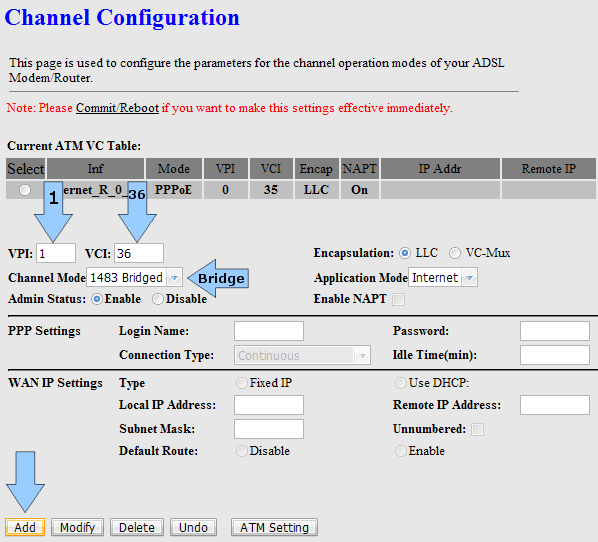 Channel Configuration
This page is used to configure the parameters for the channel operation modes of your ADSL
Modem/Router.
Note: Please Commit/Reboot if you want to make this settings effective immediately.
Current ATM VC Table:
Select Inf Mode VPI VCI Encap NAPT IP Addr Remote IP
ernet_R_0_ PPPoE 0 35 LLC On
1 36
VPI: 1 VCI: 36 Encapsulation: LLC VC-Mux
Channel Mode 1483 Bridged Bridge Application Mode Internet
Admin Status: Enable Disable Enable NAPT
PPP Settings Login Name: Password:
Connection Type: Continuous Idle Time(min):
WAN IP Settings Type Fixed IP Use DHCP:
Local IP Address: Remote IP Address:
Subnet Mask: Unnumbered:
Default Route: Disable Enable
Add Modify Delete Undo ATM Setting